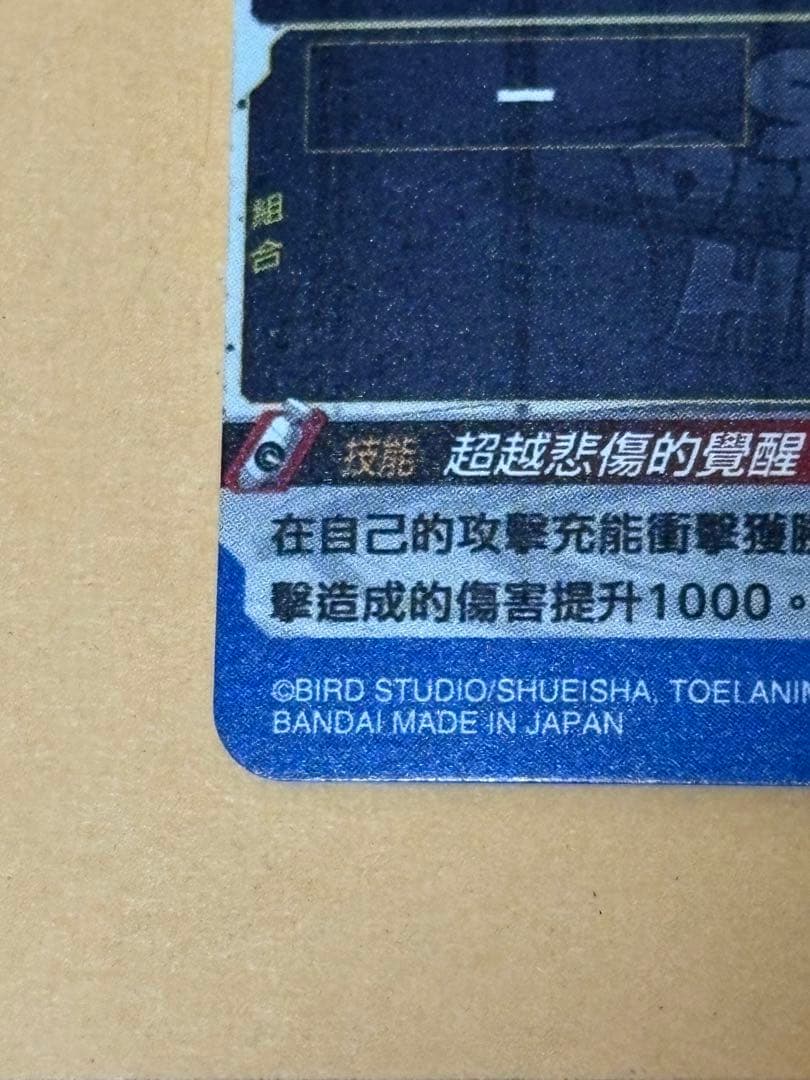 —
組合
技能 超越悲傷的覺醒
在自己的攻擊充能衝擊獲勝
擊造成的傷害提升1000。
©BIRD STUDIO/SHUEISHA, TOEI ANIM
BANDAI MADE IN JAPAN